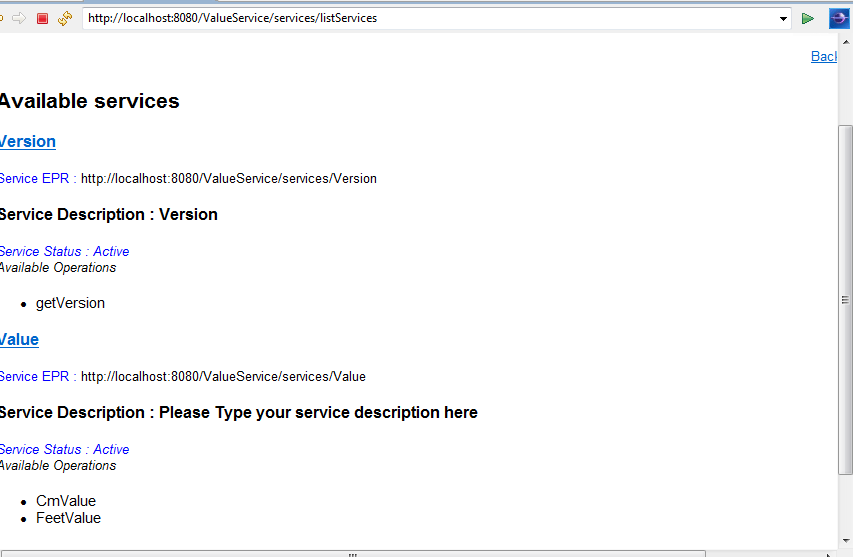 http://localhost:8080/ValueService/services/listServices
Back
Available services
Version
Service EPR : http://localhost:8080/ValueService/services/Version
Service Description : Version
Service Status : Active
Available Operations
getVersion
Value
Service EPR : http://localhost:8080/ValueService/services/Value
Service Description : Please Type your service description here
Service Status : Active
Available Operations
CmValue
FeetValue